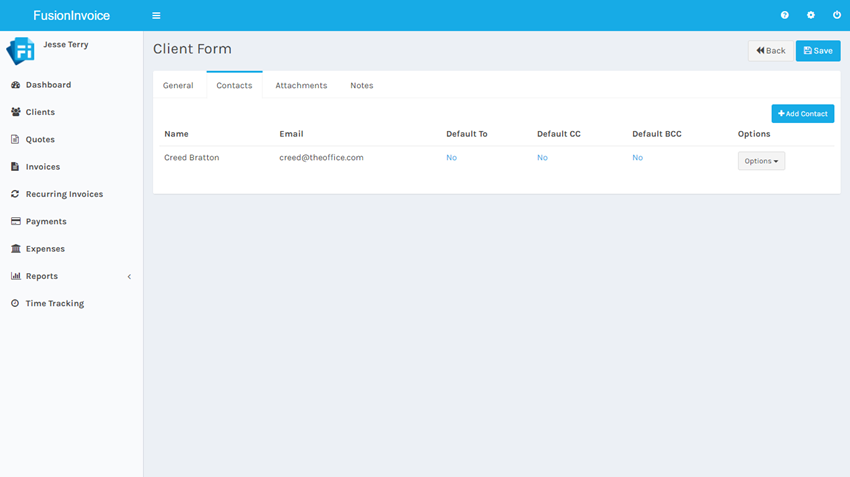 FusionInvoice
Fi
Jesse Terry
Client Form
Back
Save
Dashboard
Clients
Quotes
Invoices
Recurring Invoices
Payments
Expenses
Reports
Time Tracking
General Contacts Attachments Notes
Add Contact
Name Email Default To Default CC Default BCC Options
Creed Bratton creed@theoffice.com No No No Options